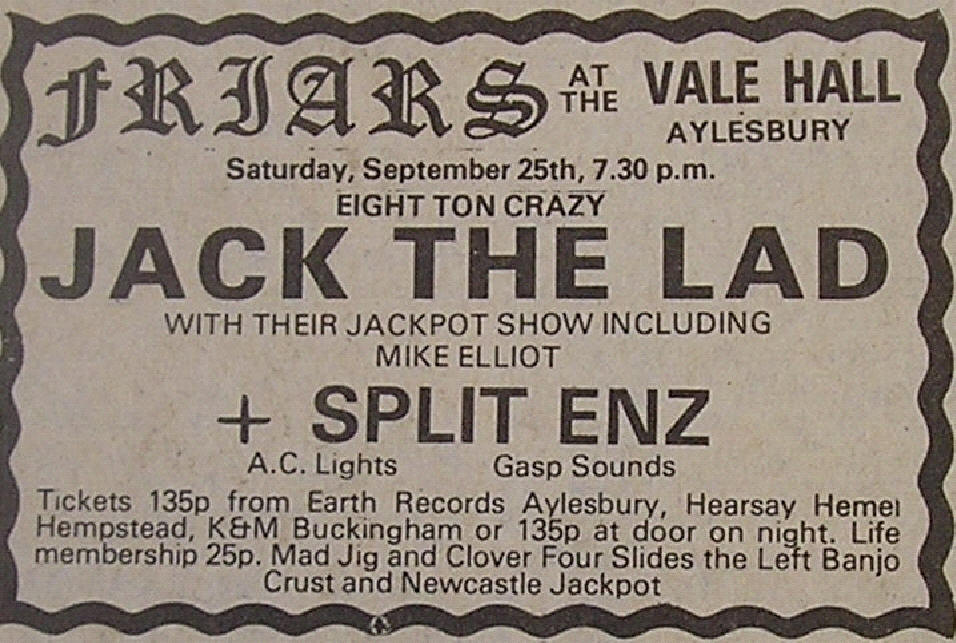 FRIARS AT THE VALE HALL
AYLESBURY
Saturday, September 25th, 7.30 p.m.
EIGHT TON CRAZY
JACK THE LAD
WITH THEIR JACKPOT SHOW INCLUDING
MIKE ELLIOT
+ SPLIT ENZ
A.C. Lights Gasp Sounds
Tickets 135p from Earth Records Aylesbury, Hearsay Hemel
Hempstead, K&M Buckingham or 135p at door on night. Life
membership 25p. Mad Jig and Clover Four Slides the Left Banjo
Crust and Newcastle Jackpot